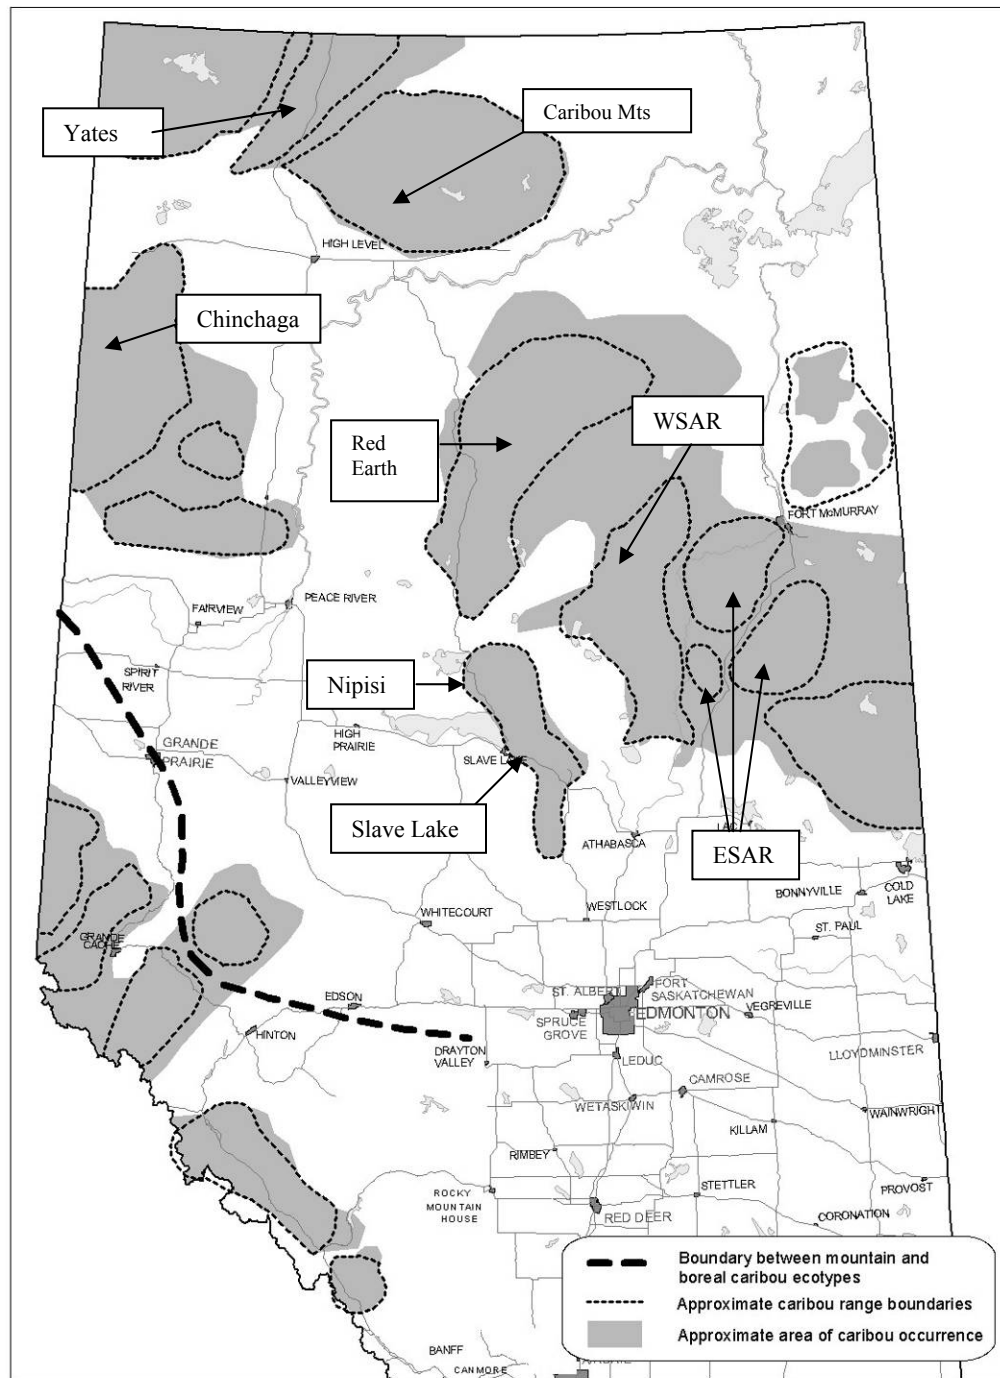 Yates
Caribou Mts
HIGH LEVEL
Chinchaga
WSAR
Red
Earth
FORT MCMURRAY
PEACE RIVER
FAIRVIEW
SPIRIT
RIVER
Nipisi
GRANDE
PRAIRIE
HIGH
PRAIRIE
SLAVE LAKE
VALLEYVIEW
Slave Lake
LAC
ATHABASCA
ESAR
BONNYVILLE
COLD
LAKE
WHITECOURT
WESTLOCK
ST. PAUL
GRANDE
CACHE
EDSON
ST. ALBERT
FORT
SASKATCHEWAN
SPRUCE
GROVE
EDMONTON
VEGREVILLE
HINTON
DRAYTON
VALLEY
LEDUC
LLOYDMINSTER
CAMROSE
WETASKIWIN
WAINWRIGHT
KILLAM
RIMBEY
STETTLER
PROVOST
ROCKY
MOUNTAIN
HOUSE
RED DEER
CORONATION
Boundary between mountain and
boreal caribou ecotypes
Approximate caribou range boundaries
Approximate area of caribou occurrence
BANFF
CANMORE